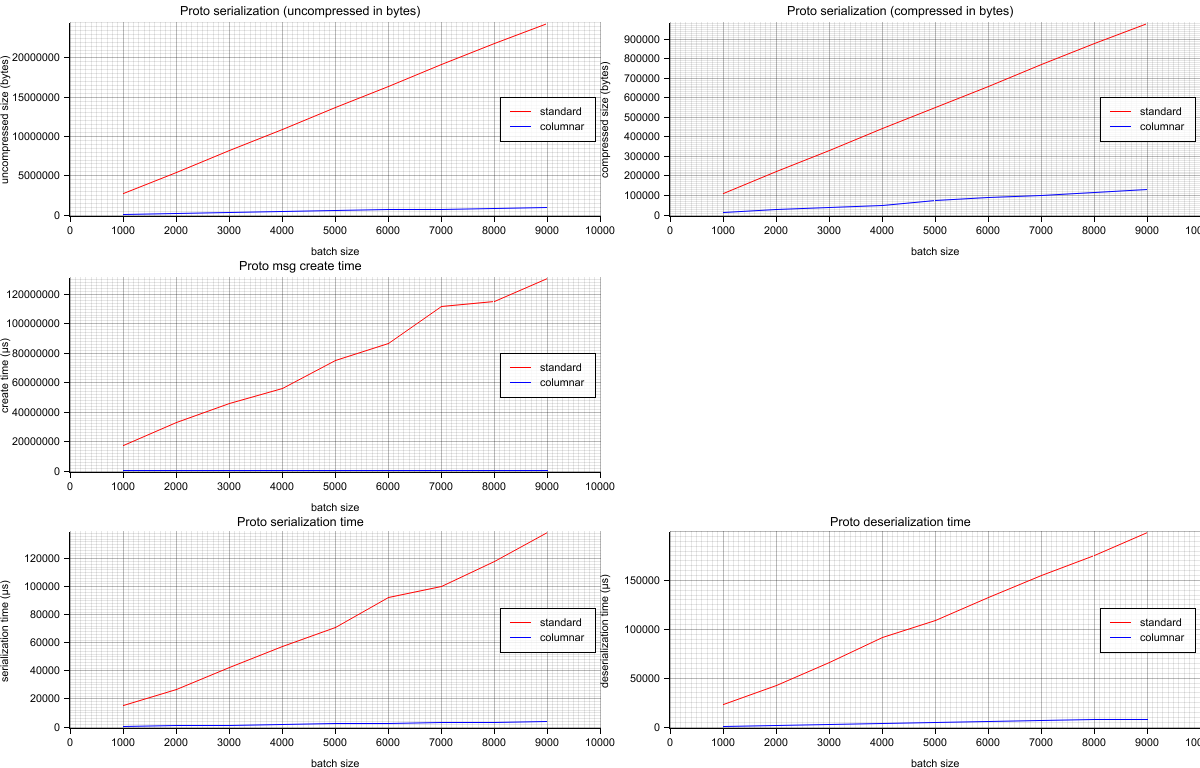 Proto serialization (uncompressed in bytes)
uncompressed size (bytes)
20000000
15000000
10000000
5000000
0
0 1000 2000 3000 4000 5000 6000 7000 8000 9000 10000
batch size
standard
columnar
Proto serialization (compressed in bytes)
compressed size (bytes)
900000
800000
700000
600000
500000
400000
300000
200000
100000
0
0 1000 2000 3000 4000 5000 6000 7000 8000 9000 100
batch size
standard
columnar
Proto msg create time
create time (µs)
120000000
100000000
80000000
60000000
40000000
20000000
0
0 1000 2000 3000 4000 5000 6000 7000 8000 9000 10000
batch size
standard
columnar
Proto serialization time
serialization time (µs)
120000
100000
80000
60000
40000
20000
0
0 1000 2000 3000 4000 5000 6000 7000 8000 9000 10000
batch size
standard
columnar
Proto deserialization time
deserialization time (µs)
150000
100000
50000
0
0 1000 2000 3000 4000 5000 6000 7000 8000 9000 100
batch size
standard
columnar